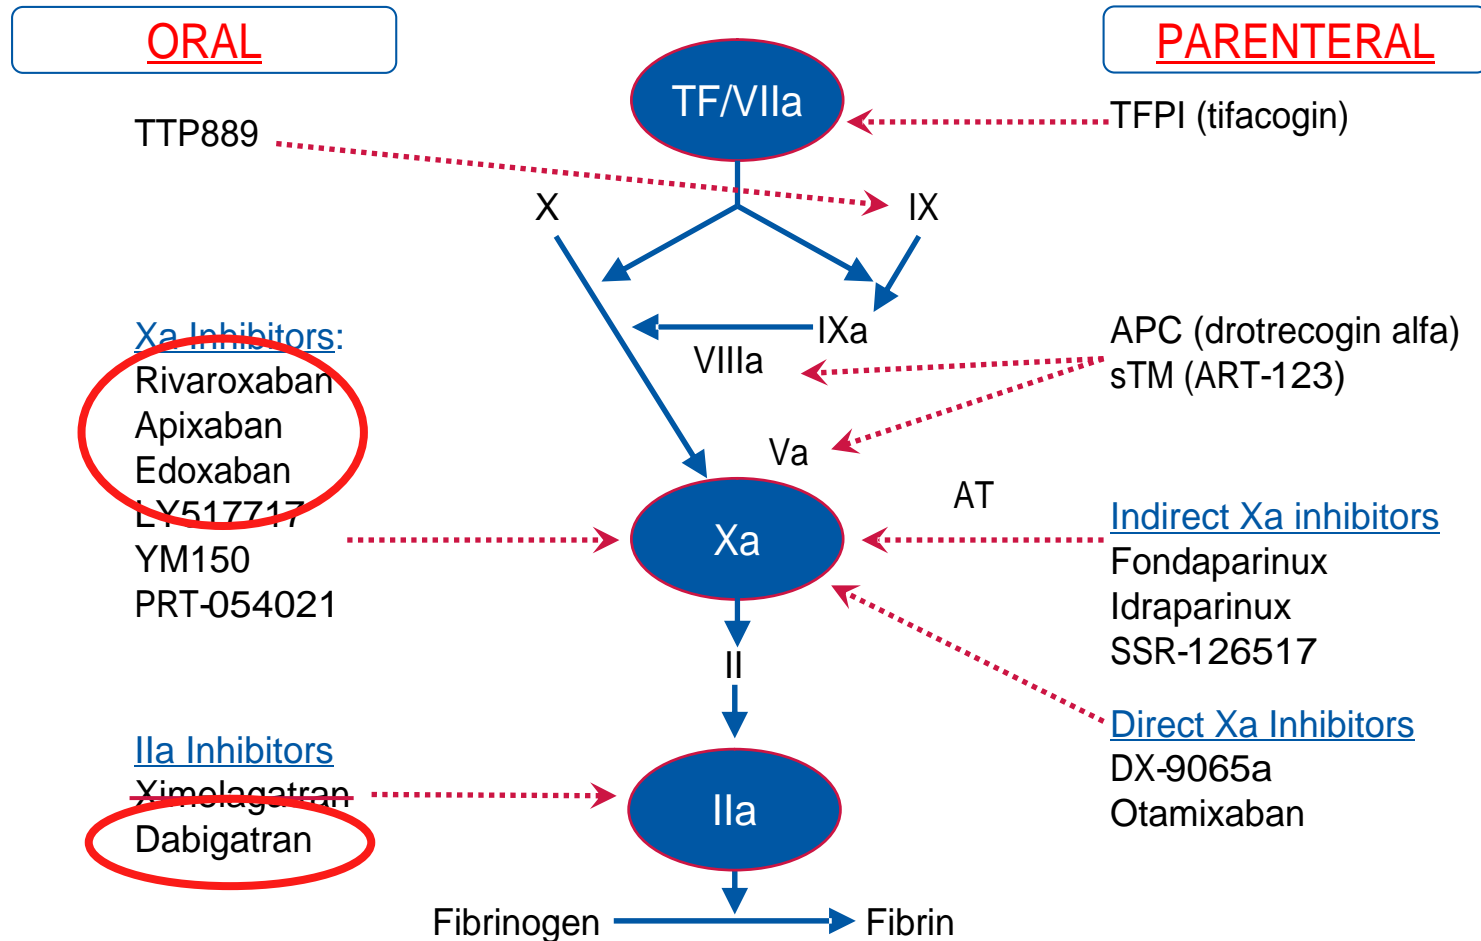 ORAL
PARENTERAL
TF/VIIa
TTP889
TFPI (tifacogin)
X
IX
IXa
VIIIa
APC (drotrecogin alfa)
sTM (ART-123)
Xa Inhibitors:
Rivaroxaban
Apixaban
Edoxaban
LY517717
YM150
PRT-054021
Va
AT
Xa
Indirect Xa inhibitors
Fondaparinux
Idraparinux
SSR-126517
II
Direct Xa Inhibitors
DX-9065a
Otamixaban
IIa Inhibitors
Ximelagatran
Dabigatran
IIa
Fibrinogen
Fibrin